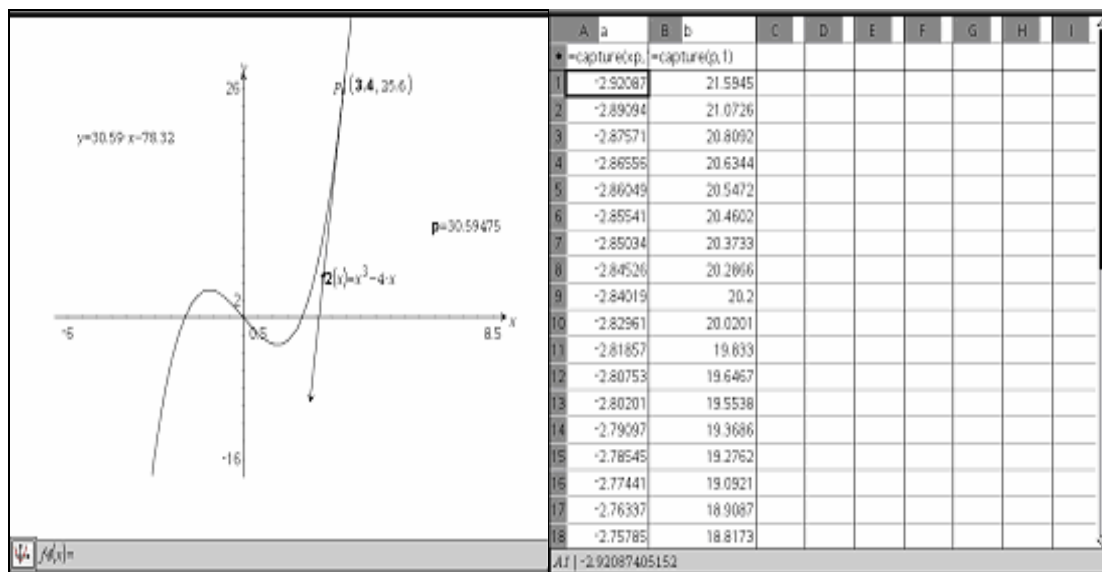 y
26
p (3.4, 25.6)
y=30.59·x-78.32
p=30.59475
f2(x)=x³-4·x
2
-6
0.5
8.5
x
-16
A a B b C D E F G H I
♦ =capture(xp, =capture(p,1)
1 -2.92087 21.5945
2 -2.89094 21.0726
3 -2.87571 20.8092
4 -2.86556 20.6344
5 -2.86049 20.5472
6 -2.85541 20.4602
7 -2.85034 20.3733
8 -2.84526 20.2866
9 -2.84019 20.2
10 -2.82961 20.0201
11 -2.81857 19.833
12 -2.80753 19.6467
13 -2.80201 19.5538
14 -2.79097 19.3686
15 -2.78545 19.2762
16 -2.77441 19.0921
17 -2.76337 18.9087
18 -2.75785 18.8173
A1 | -2.92087405152